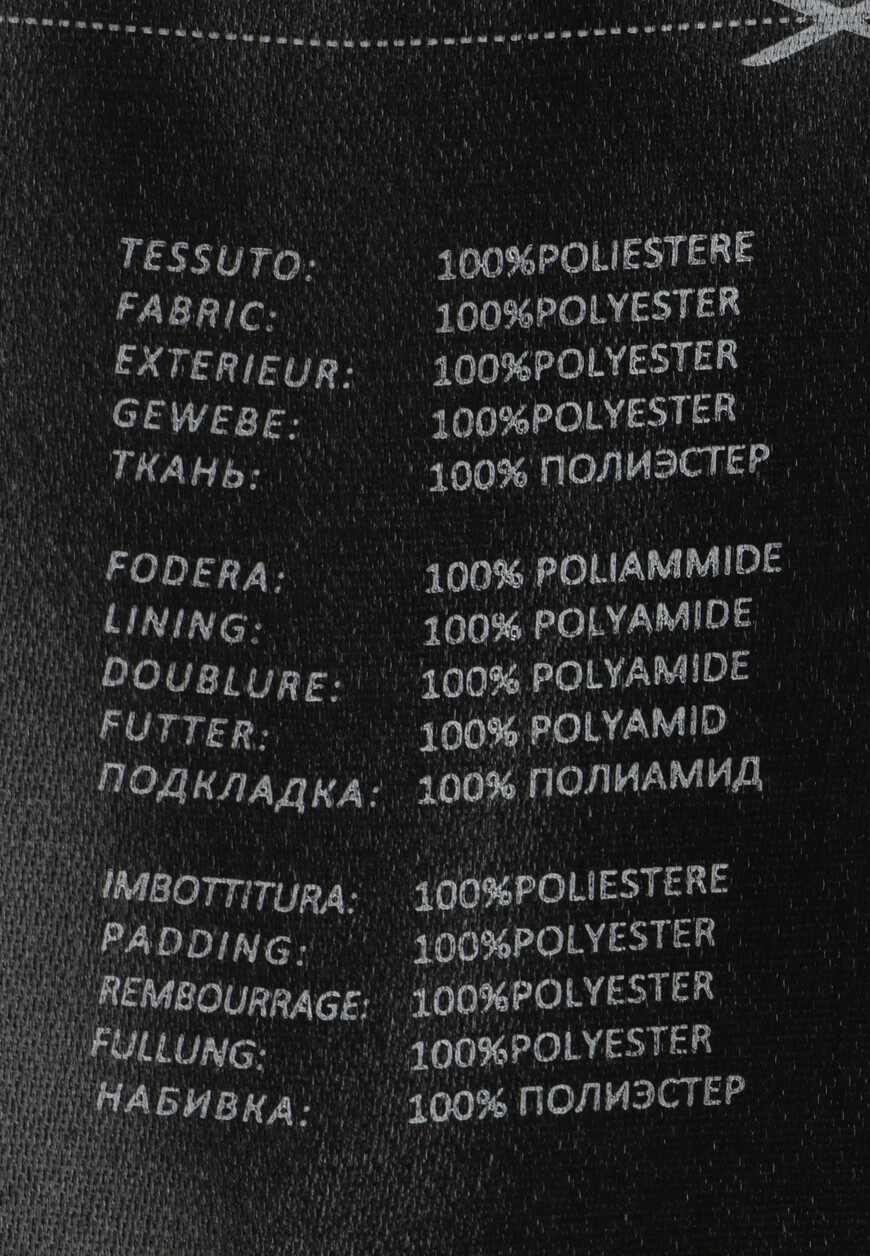 TESSUTO: 100%POLIESTERE
FABRIC: 100%POLYESTER
EXTERIEUR: 100%POLYESTER
GEWEBE: 100%POLYESTER
ТКАНЬ: 100% ПОЛИЭСТЕР
FODERA: 100% POLIAMMIDE
LINING: 100% POLYAMIDE
DOUBLURE: 100% POLYAMIDE
FUTTER: 100% POLYAMID
ПОДКЛАДКА: 100% ПОЛИАМИД
IMBOTTITURA: 100%POLIESTERE
PADDING: 100%POLYESTER
REMBOURRAGE: 100%POLYESTER
FULLUNG: 100%POLYESTER
НАБИВКА: 100% ПОЛИЭСТЕР